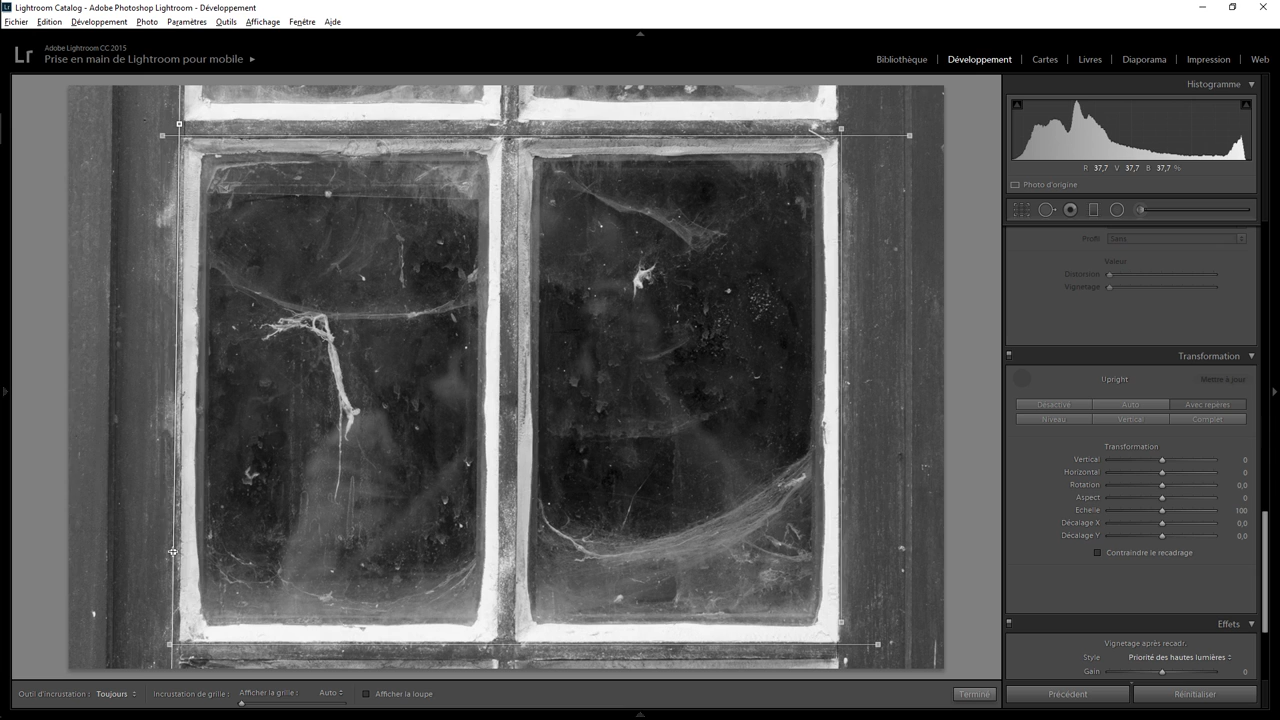 Lightroom Catalog - Adobe Photoshop Lightroom - Développement
Fichier Edition Développement Photo Paramètres Outils Affichage Fenêtre Aide
Lr
Adobe Lightroom CC 2015
Prise en main de Lightroom pour mobile
Bibliothèque | Développement | Cartes | Livres | Diaporama | Impression | Web
Histogramme
R 37,7 V 37,7 B 37,7 %
Photo d'origine
Profil Sans
Valeur
Distorsion
Vignetage
Transformation
Upright Mettre à jour
Désactivé Auto Avec repères
Niveau Vertical Complet
Transformation
Vertical 0
Horizontal 0
Rotation 0,0
Aspect 0
Echelle 100
Décalage X 0,0
Décalage Y 0,0
Contraindre le recadrage
Effets
Vignetage après recadr.
Style Priorité des hautes lumières
Gain 0
Outil d'incrustation : Toujours Incrustation de grille : Afficher la grille : Auto Afficher la loupe Terminé
Précédent Réinitialiser